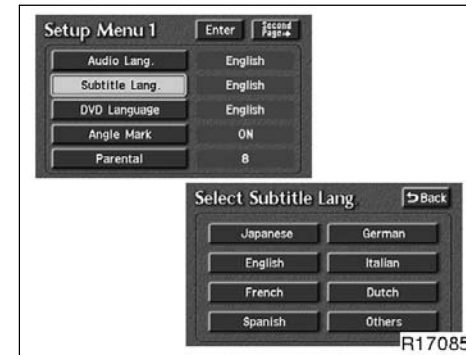 Setup Menu 1 Enter Second Page→
Audio Lang. English
Subtitle Lang. English
DVD Language English
Angle Mark ON
Parental 8
Select Subtitle Lang. Back
Japanese German
English Italian
French Dutch
Spanish Others
R17085